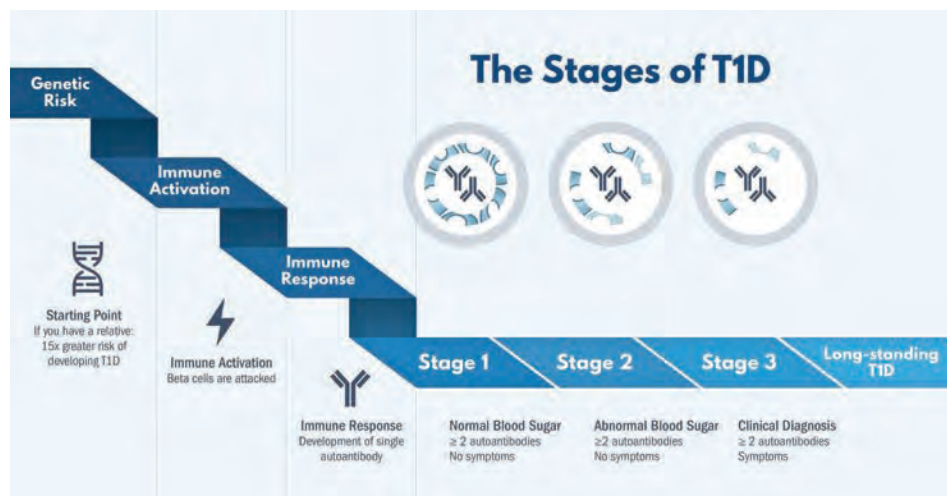 The Stages of T1D
Genetic
Risk
Immune
Activation
Immune
Response
Stage 1
Stage 2
Stage 3
Long-standing
T1D
Starting Point
If you have a relative:
15x greater risk of
developing T1D
Immune Activation
Beta cells are attacked
Immune Response
Development of single
autoantibody
Normal Blood Sugar
≥ 2 autoantibodies
No symptoms
Abnormal Blood Sugar
≥2 autoantibodies
No symptoms
Clinical Diagnosis
≥ 2 autoantibodies
Symptoms